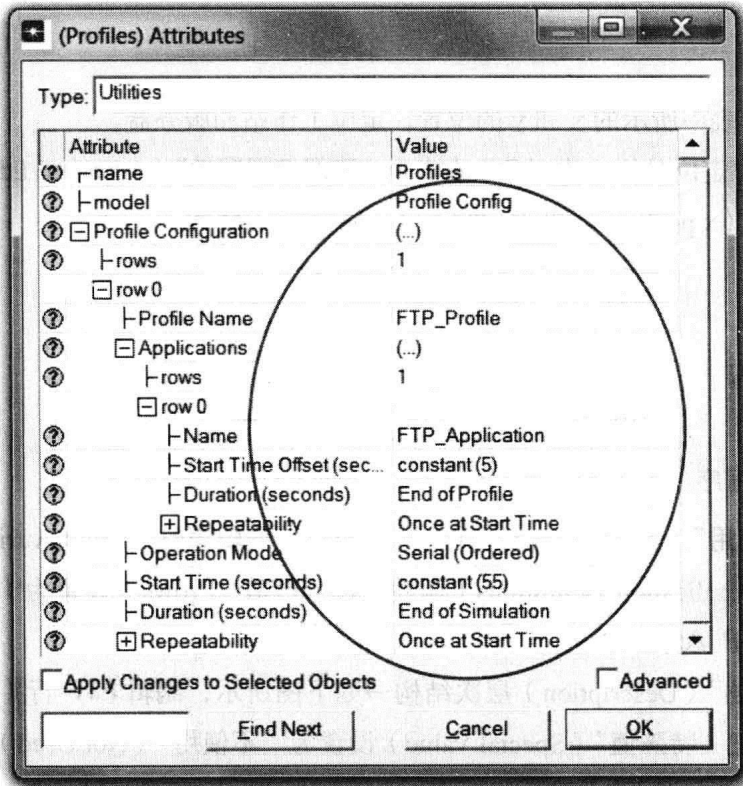 (Profiles) Attributes
Type: Utilities
Attribute Value
name Profiles
model Profile Config
Profile Configuration (...)
rows 1
row 0
Profile Name FTP_Profile
Applications (...)
rows 1
row 0
Name FTP_Application
Start Time Offset (sec... constant (5)
Duration (seconds) End of Profile
Repeatability Once at Start Time
Operation Mode Serial (Ordered)
Start Time (seconds) constant (55)
Duration (seconds) End of Simulation
Repeatability Once at Start Time
Apply Changes to Selected Objects Advanced
Find Next Cancel OK